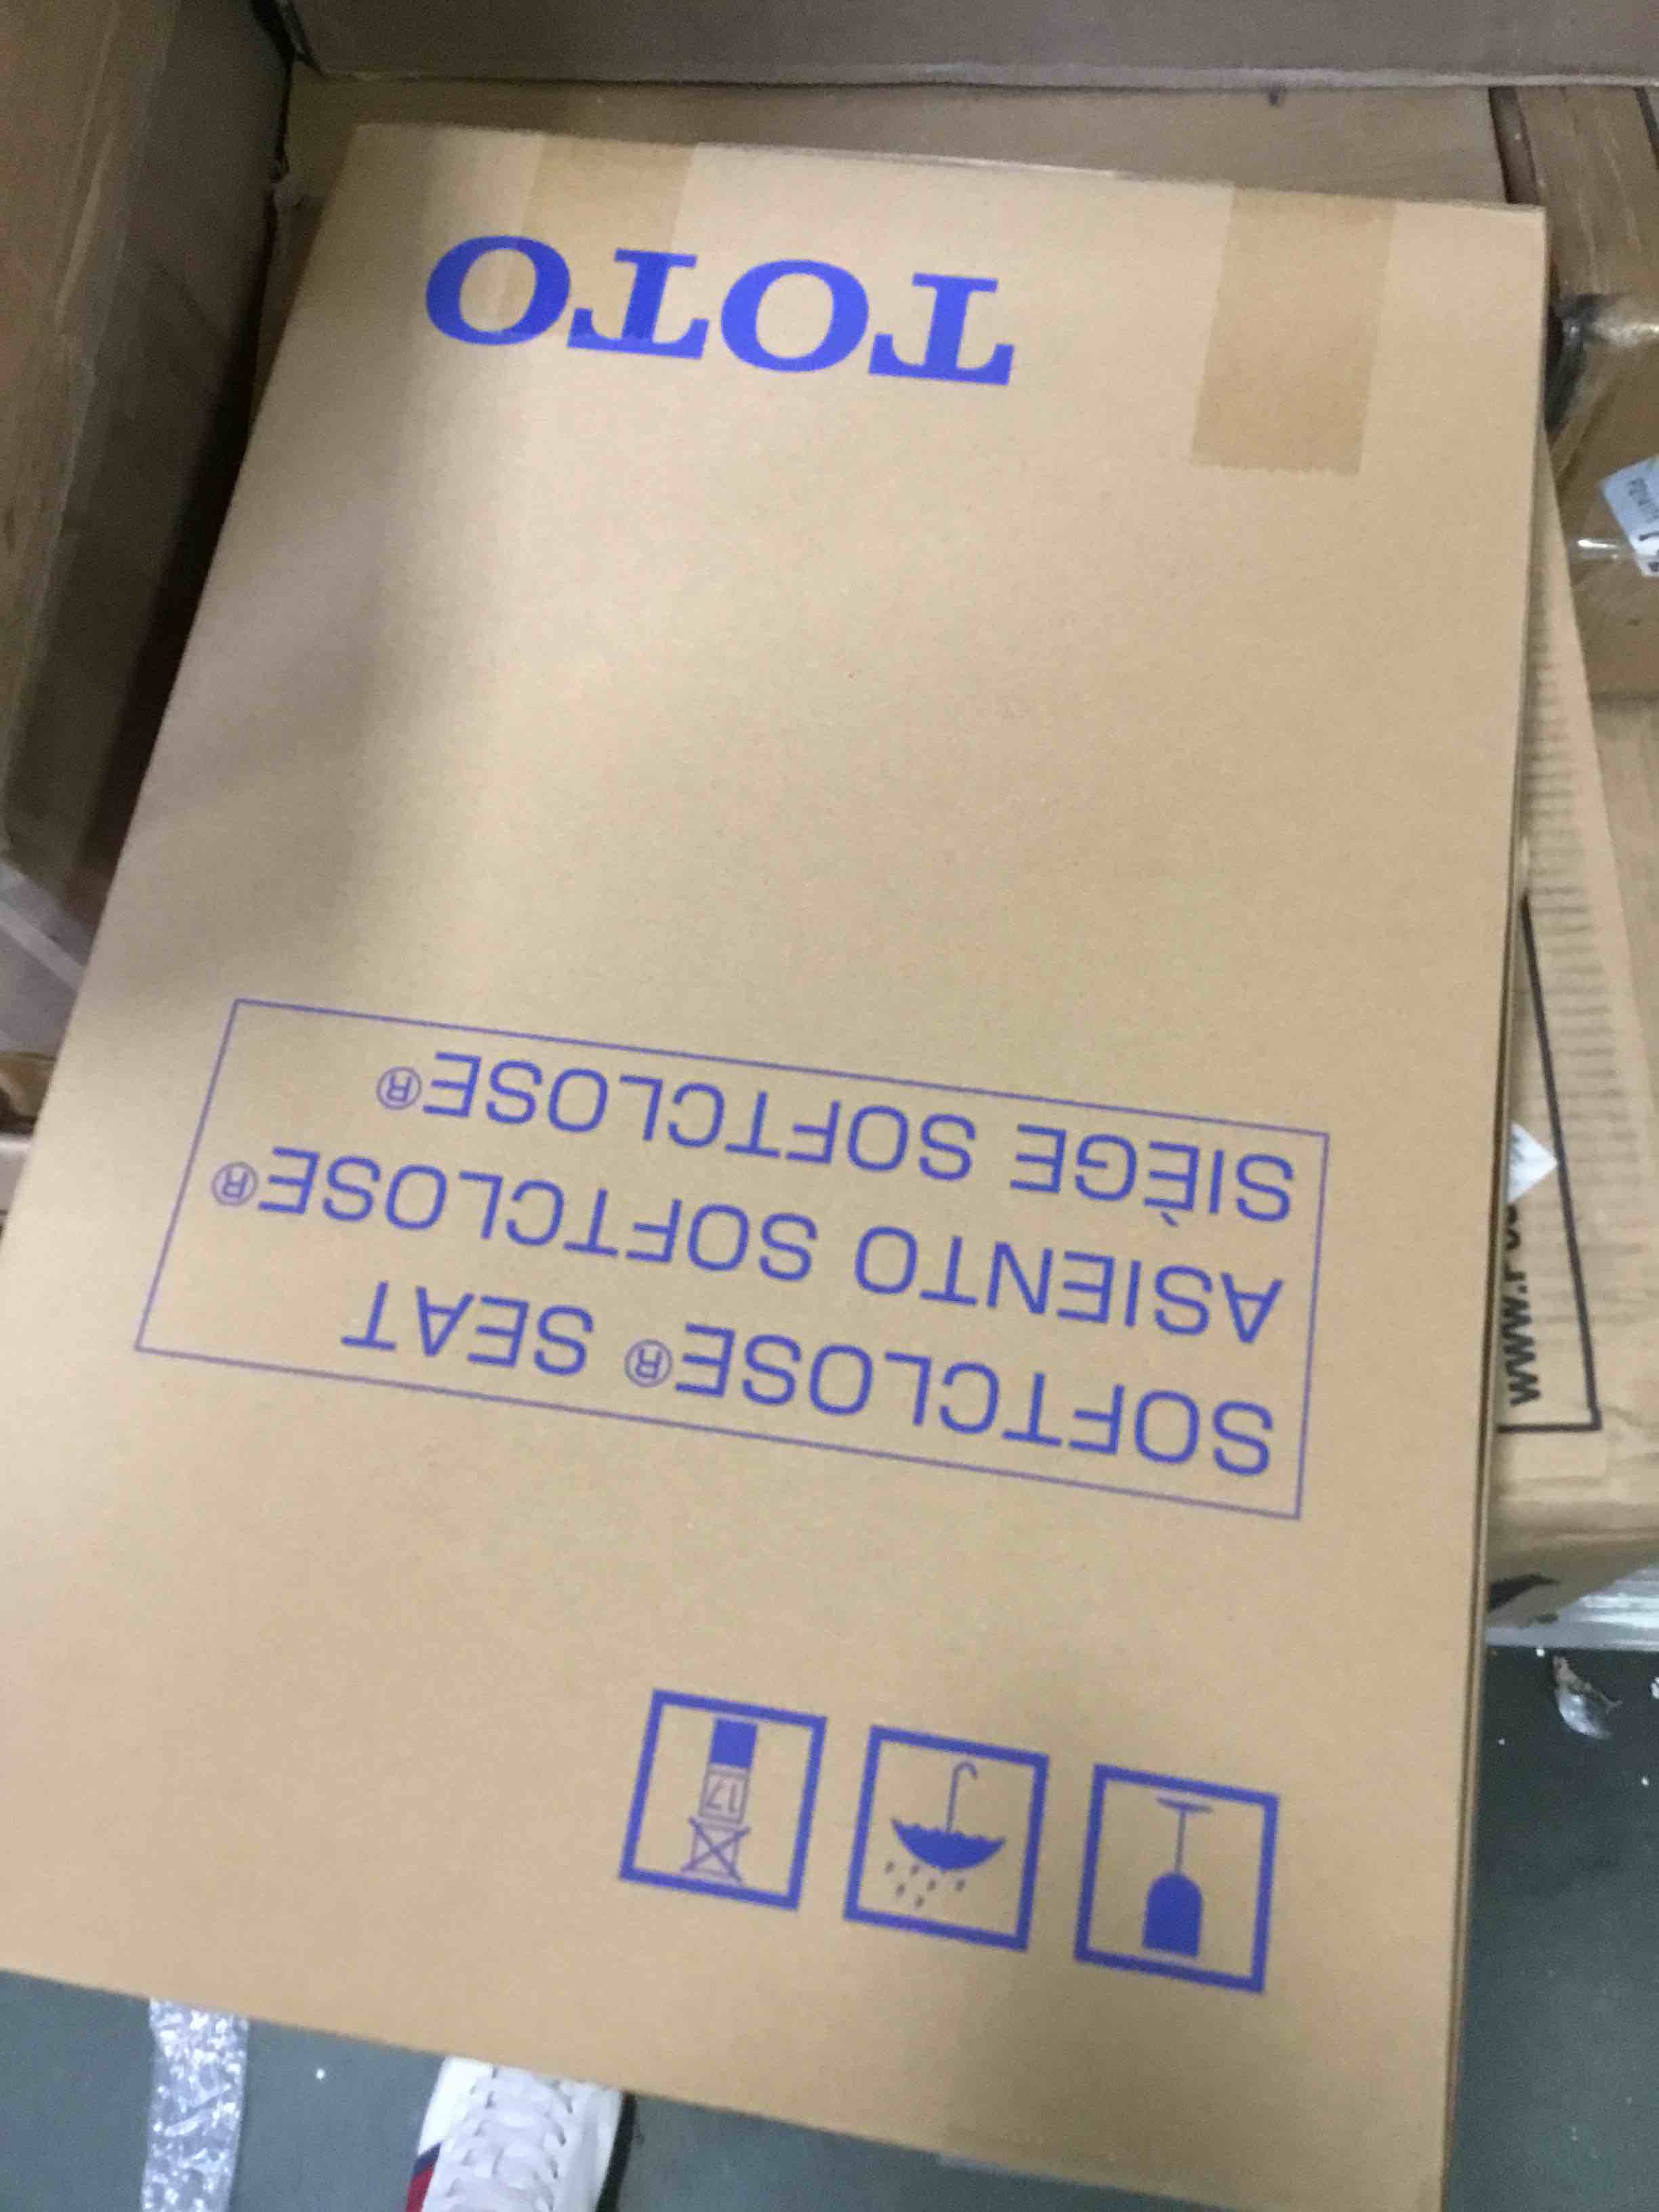 TOTO
SOFTCLOSE® SEAT
ASIENTO SOFTCLOSE®
SIÈGE SOFTCLOSE®
17